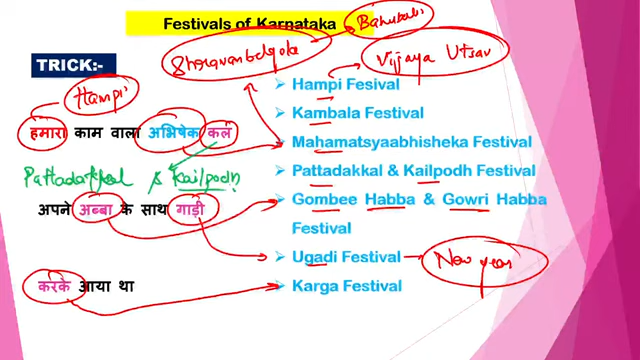 Festivals of Karnataka
Bahubali
Shravanbelgola
Vijjaya Utsav
TRICK:-
Hampi
Hampi Fesival
Kambala Festival
हमारा काम वाला अभिषेक कल
Mahamatsyaabhisheka Festival
Pattadakkal & Kailpodh
Pattadakkal & Kailpodh Festival
अपने अब्बा के साथ गाड़ी
Gombee Habba & Gowri Habba
Festival
Ugadi Festival
New year
करके आया था
Karga Festival